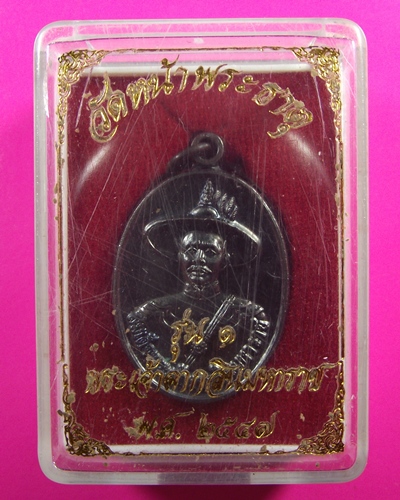 วัดหน้าพระธาตุ
รุ่น ๑
พระเจ้าตากสินมหาราช
พ.ศ. ๒๕๔๗